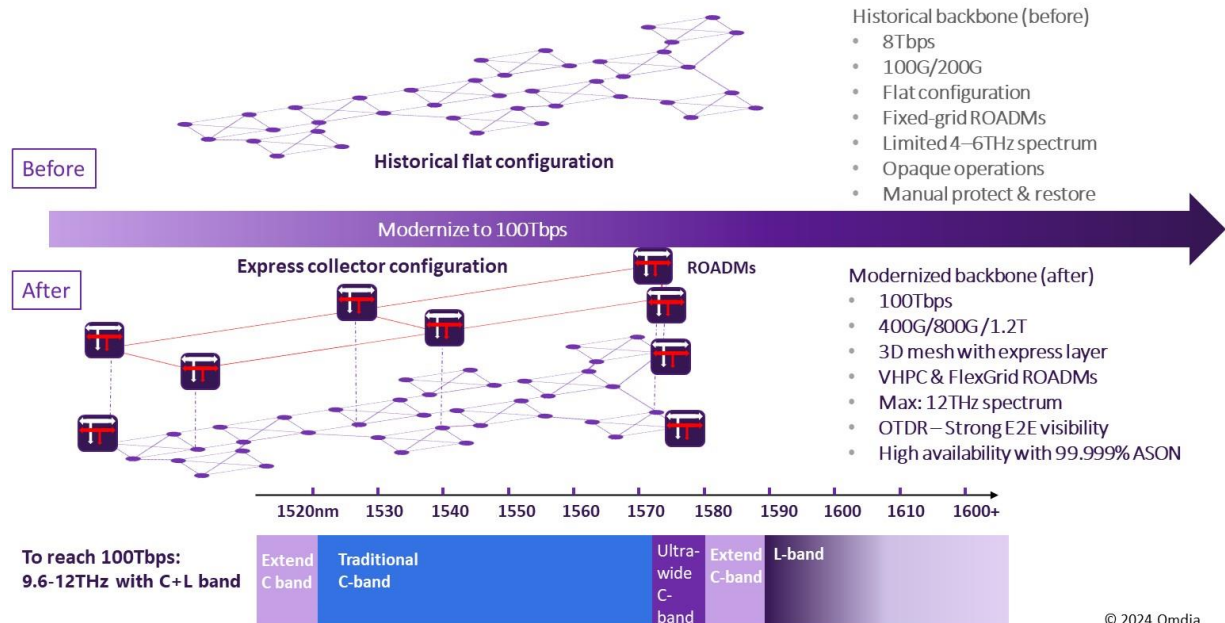 Historical backbone (before)
• 8Tbps
• 100G/200G
• Flat configuration
• Fixed-grid ROADMs
• Limited 4–6THz spectrum
• Opaque operations
• Manual protect & restore
Historical flat configuration
Before
Modernize to 100Tbps
After
Express collector configuration
ROADMs
Modernized backbone (after)
• 100Tbps
• 400G/800G/1.2T
• 3D mesh with express layer
• VHPC & FlexGrid ROADMs
• Max: 12THz spectrum
• OTDR – Strong E2E visibility
• High availability with 99.999% ASON
1520nm 1530 1540 1550 1560 1570 1580 1590 1600 1610 1600+
To reach 100Tbps:
9.6-12THz with C+L band
Extend
C band
Traditional
C-band
Ultra-
wide
C-
band
Extend
C-band
L-band
© 2024 Omdia